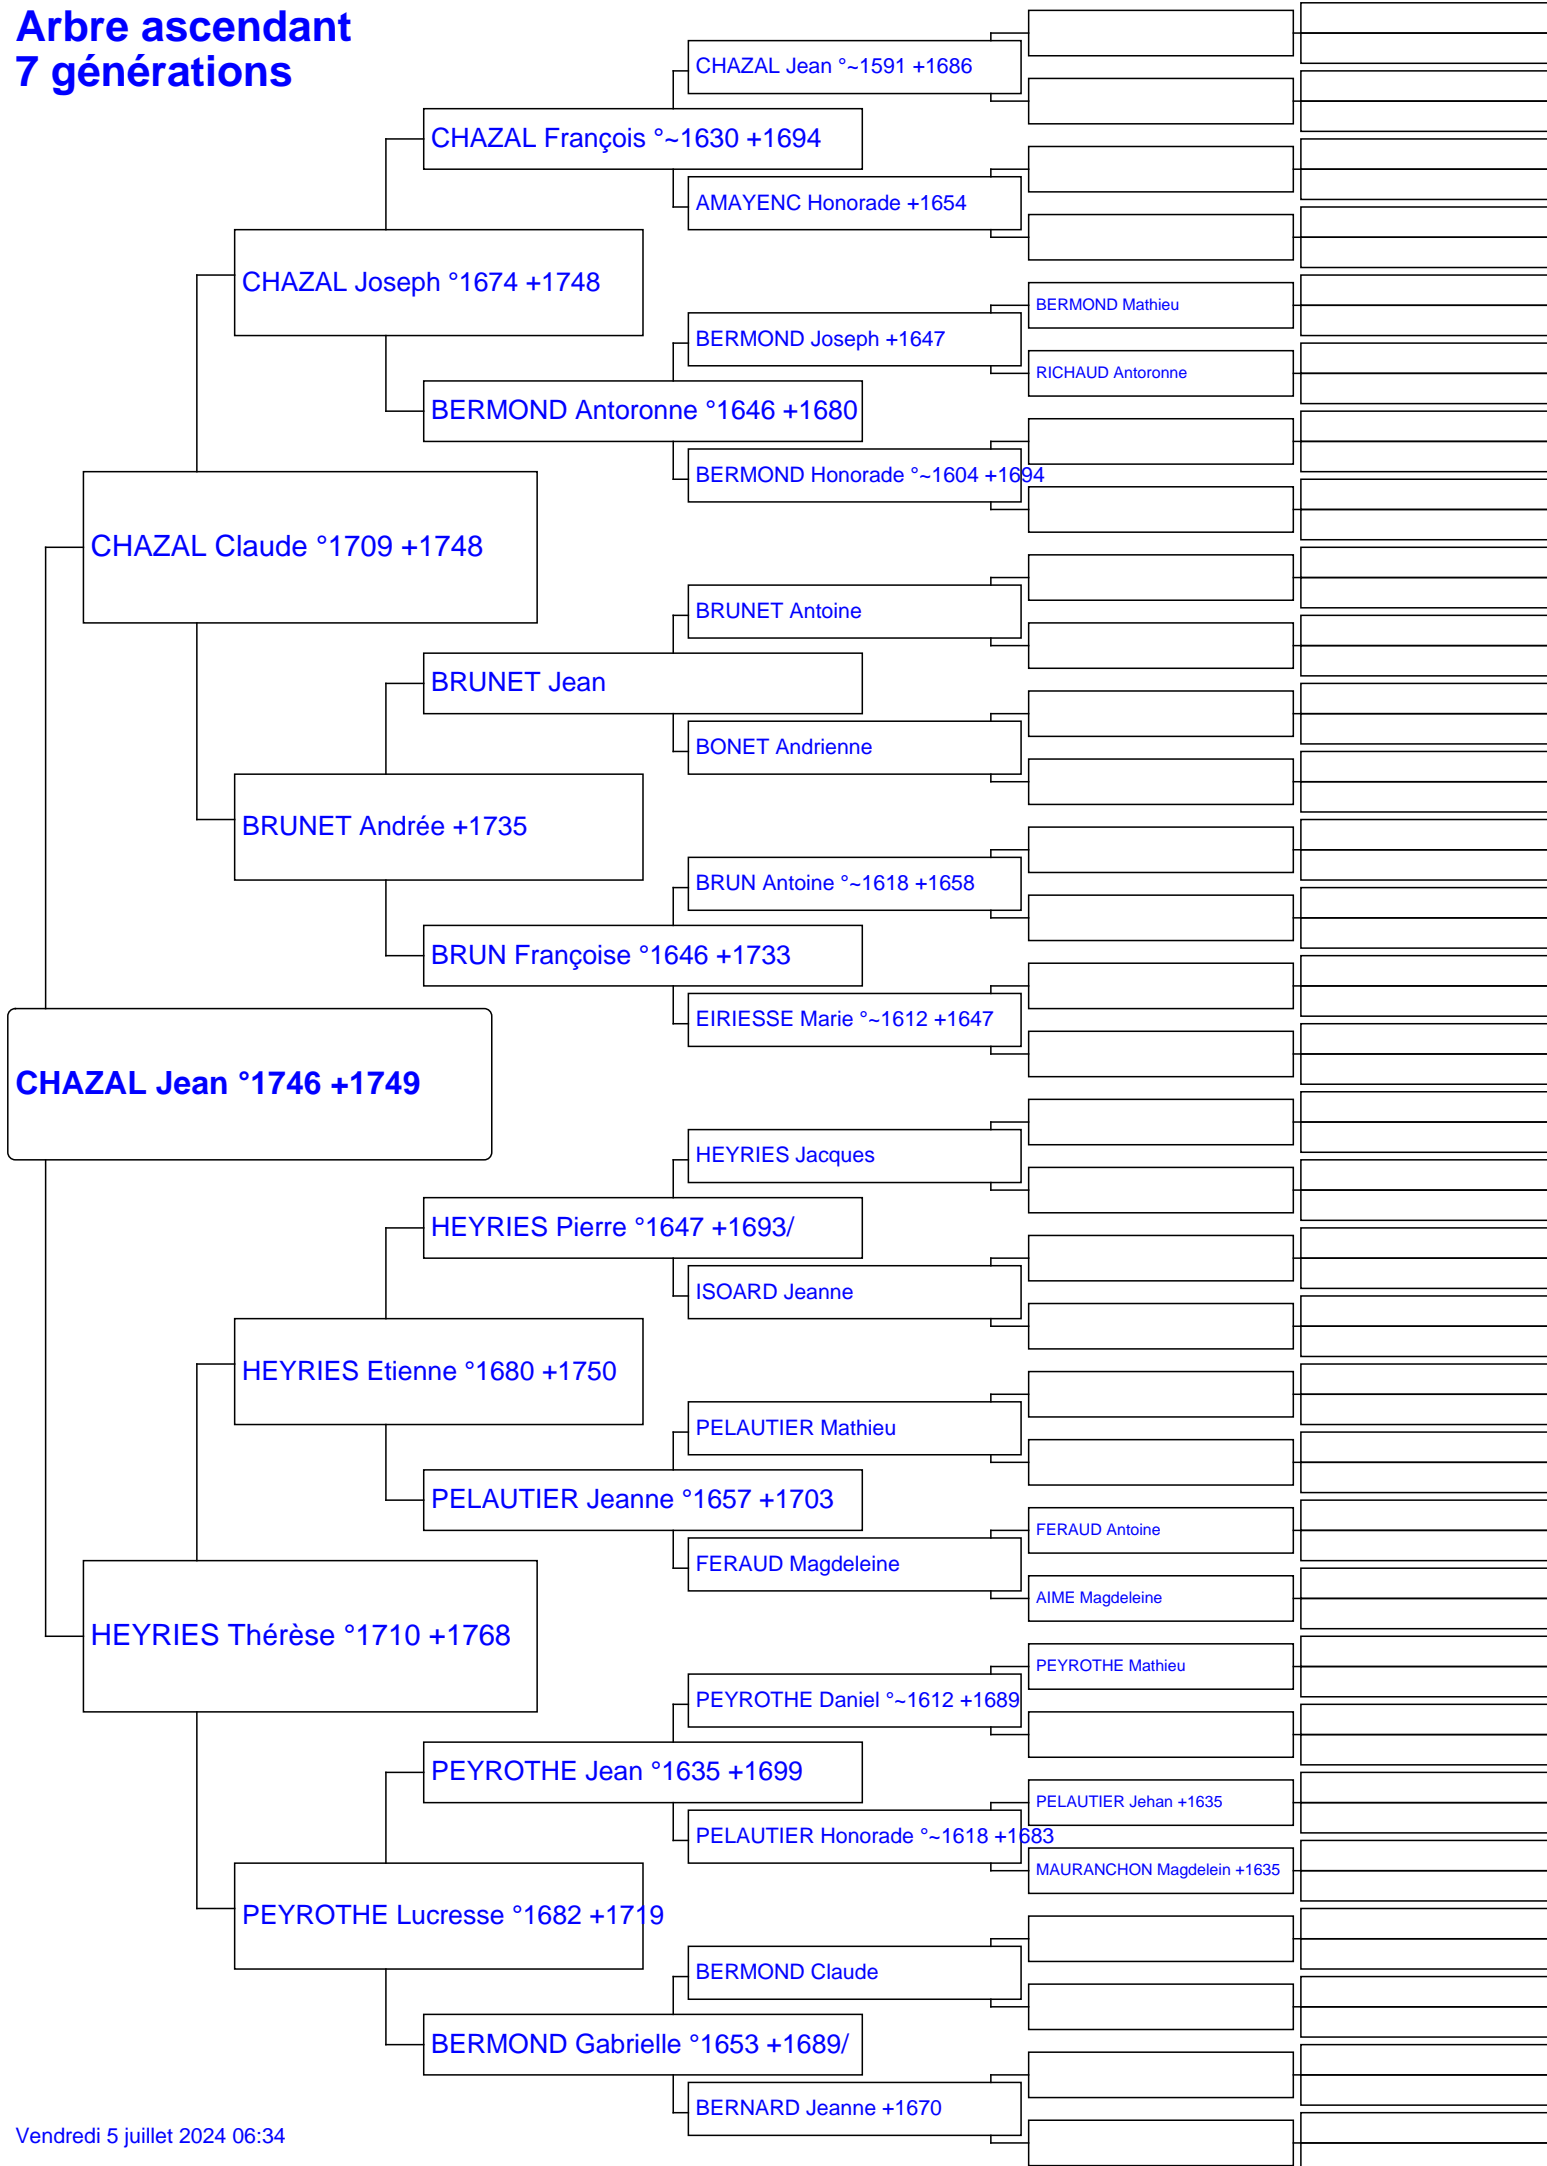 Arbre ascendant
7 générations
CHAZAL Jean °~1591 +1686
CHAZAL François °~1630 +1694
AMAYENC Honorade +1654
CHAZAL Joseph °1674 +1748
BERMOND Mathieu
BERMOND Joseph +1647
RICHAUD Antoronne
BERMOND Antoronne °1646 +1680
BERMOND Honorade °~1604 +1694
CHAZAL Claude °1709 +1748
BRUNET Antoine
BRUNET Jean
BONET Andrienne
BRUNET Andrée +1735
BRUN Antoine °~1618 +1658
BRUN Françoise °1646 +1733
EIRIESSE Marie °~1612 +1647
CHAZAL Jean °1746 +1749
HEYRIES Jacques
HEYRIES Pierre °1647 +1693/
ISOARD Jeanne
HEYRIES Etienne °1680 +1750
PELAUTIER Mathieu
PELAUTIER Jeanne °1657 +1703
FERAUD Antoine
FERAUD Magdeleine
AIME Magdeleine
HEYRIES Thérèse °1710 +1768
PEYROTHE Mathieu
PEYROTHE Daniel °~1612 +1689
PEYROTHE Jean °1635 +1699
PELAUTIER Jehan +1635
PELAUTIER Honorade °~1618 +1683
MAURANCHON Magdelein +1635
PEYROTHE Lucresse °1682 +1719
BERMOND Claude
BERMOND Gabrielle °1653 +1689/
BERNARD Jeanne +1670
Vendredi 5 juillet 2024 06:34